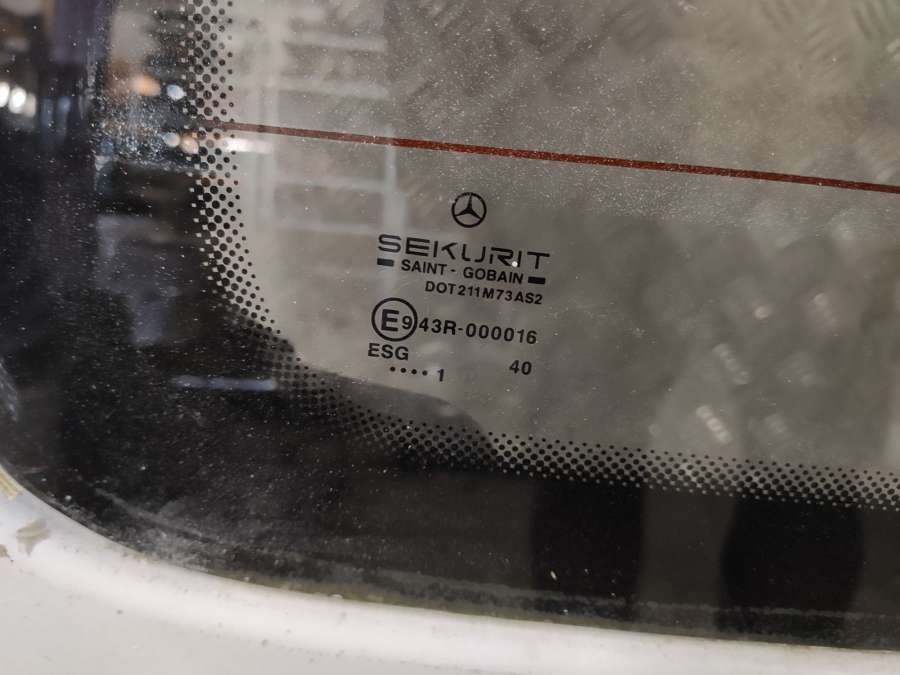 SEKURIT
SAINT - GOBAIN
DOT211M73AS2
E9 43R-000016
ESG
•••• 1 40